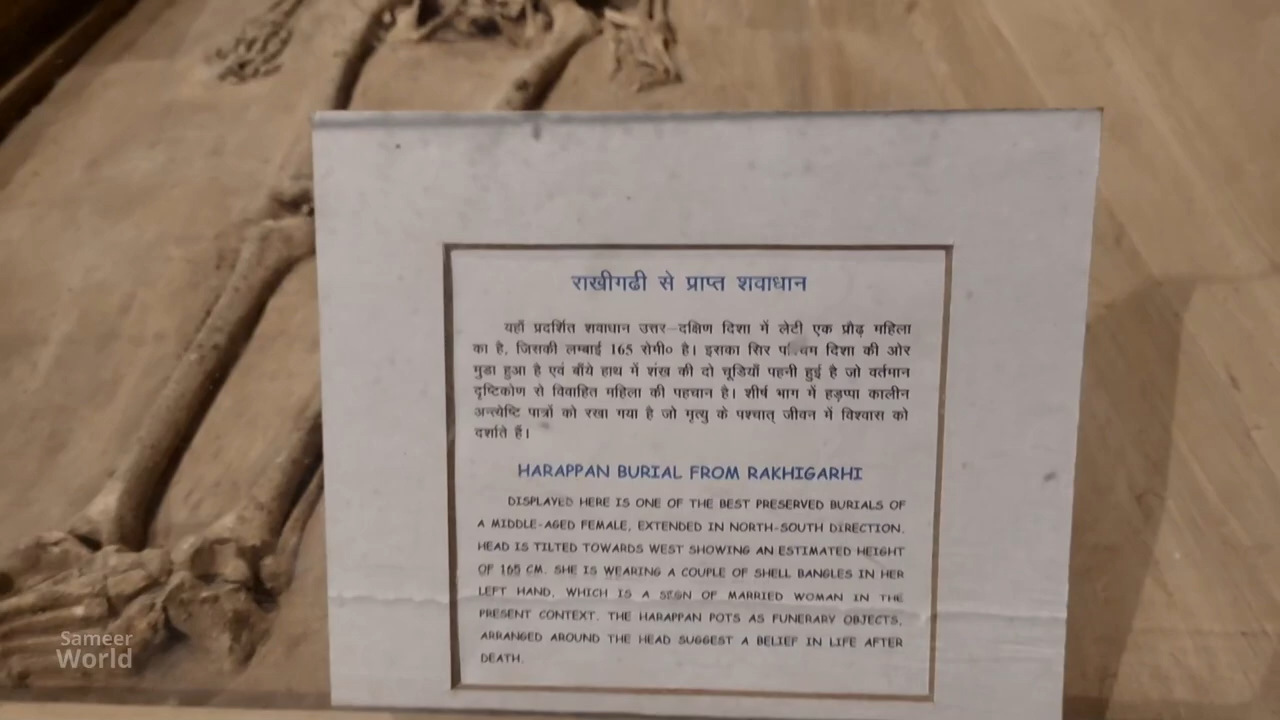 राखीगढी से प्राप्त शवाधान
यहाँ प्रदर्शित शवाधान उत्तर–दक्षिण दिशा में लेटी एक प्रौढ़ महिला
का है, जिसकी लम्बाई 165 सेमी० है। इसका सिर दिशा की ओर
मुडा हुआ है एवं बाँये हाथ में शंख की दो चूडियाँ पहनी हुई है जो वर्तमान
दृष्टिकोण से विवाहित महिला की पहचान है। शीर्ष भाग में हड़प्पा कालीन
अन्त्येष्टि पात्रों को रखा गया है जो मृत्यु के पश्चात् जीवन में विश्वास को
दर्शाते हैं।
HARAPPAN BURIAL FROM RAKHIGARHI
DISPLAYED HERE IS ONE OF THE BEST PRESERVED BURIALS OF
A MIDDLE-AGED FEMALE, EXTENDED IN NORTH-SOUTH DIRECTION.
HEAD IS TILTED TOWARDS WEST SHOWING AN ESTIMATED HEIGHT
OF 165 CM. SHE IS WEARING A COUPLE OF SHELL BANGLES IN HER
LEFT HAND, WHICH IS A SIGN OF MARRIED WOMAN IN THE
PRESENT CONTEXT. THE HARAPPAN POTS AS FUNERARY OBJECTS,
ARRANGED AROUND THE HEAD SUGGEST A BELIEF IN LIFE AFTER
DEATH.
Sameer
World